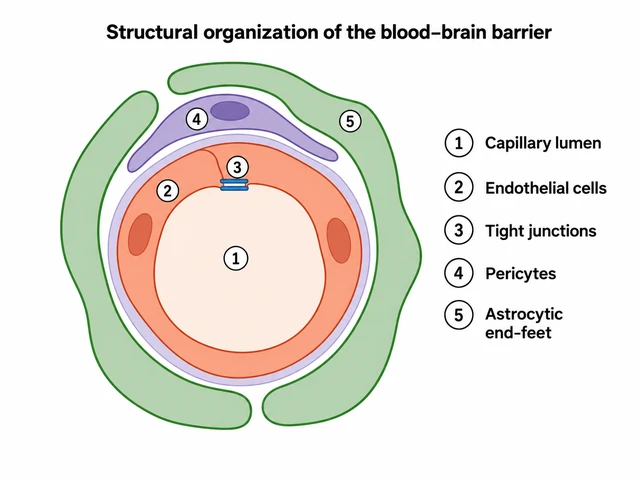 Structural organization of the blood–brain barrier
4
5
3
2
1
1 Capillary lumen
2 Endothelial cells
3 Tight junctions
4 Pericytes
5 Astrocytic
end-feet